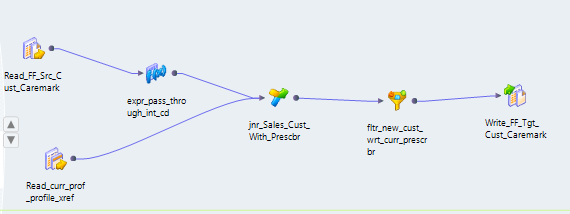 Read_FF_Src_C
ust_Caremark
expr_pass_thro
ugh_int_cd
jnr_Sales_Cust_
With_Prescbr
fltr_new_cust_
wrt_curr_prescr
br
Write_FF_Tgt_
Cust_Caremark
Read_curr_prof
_profile_xref